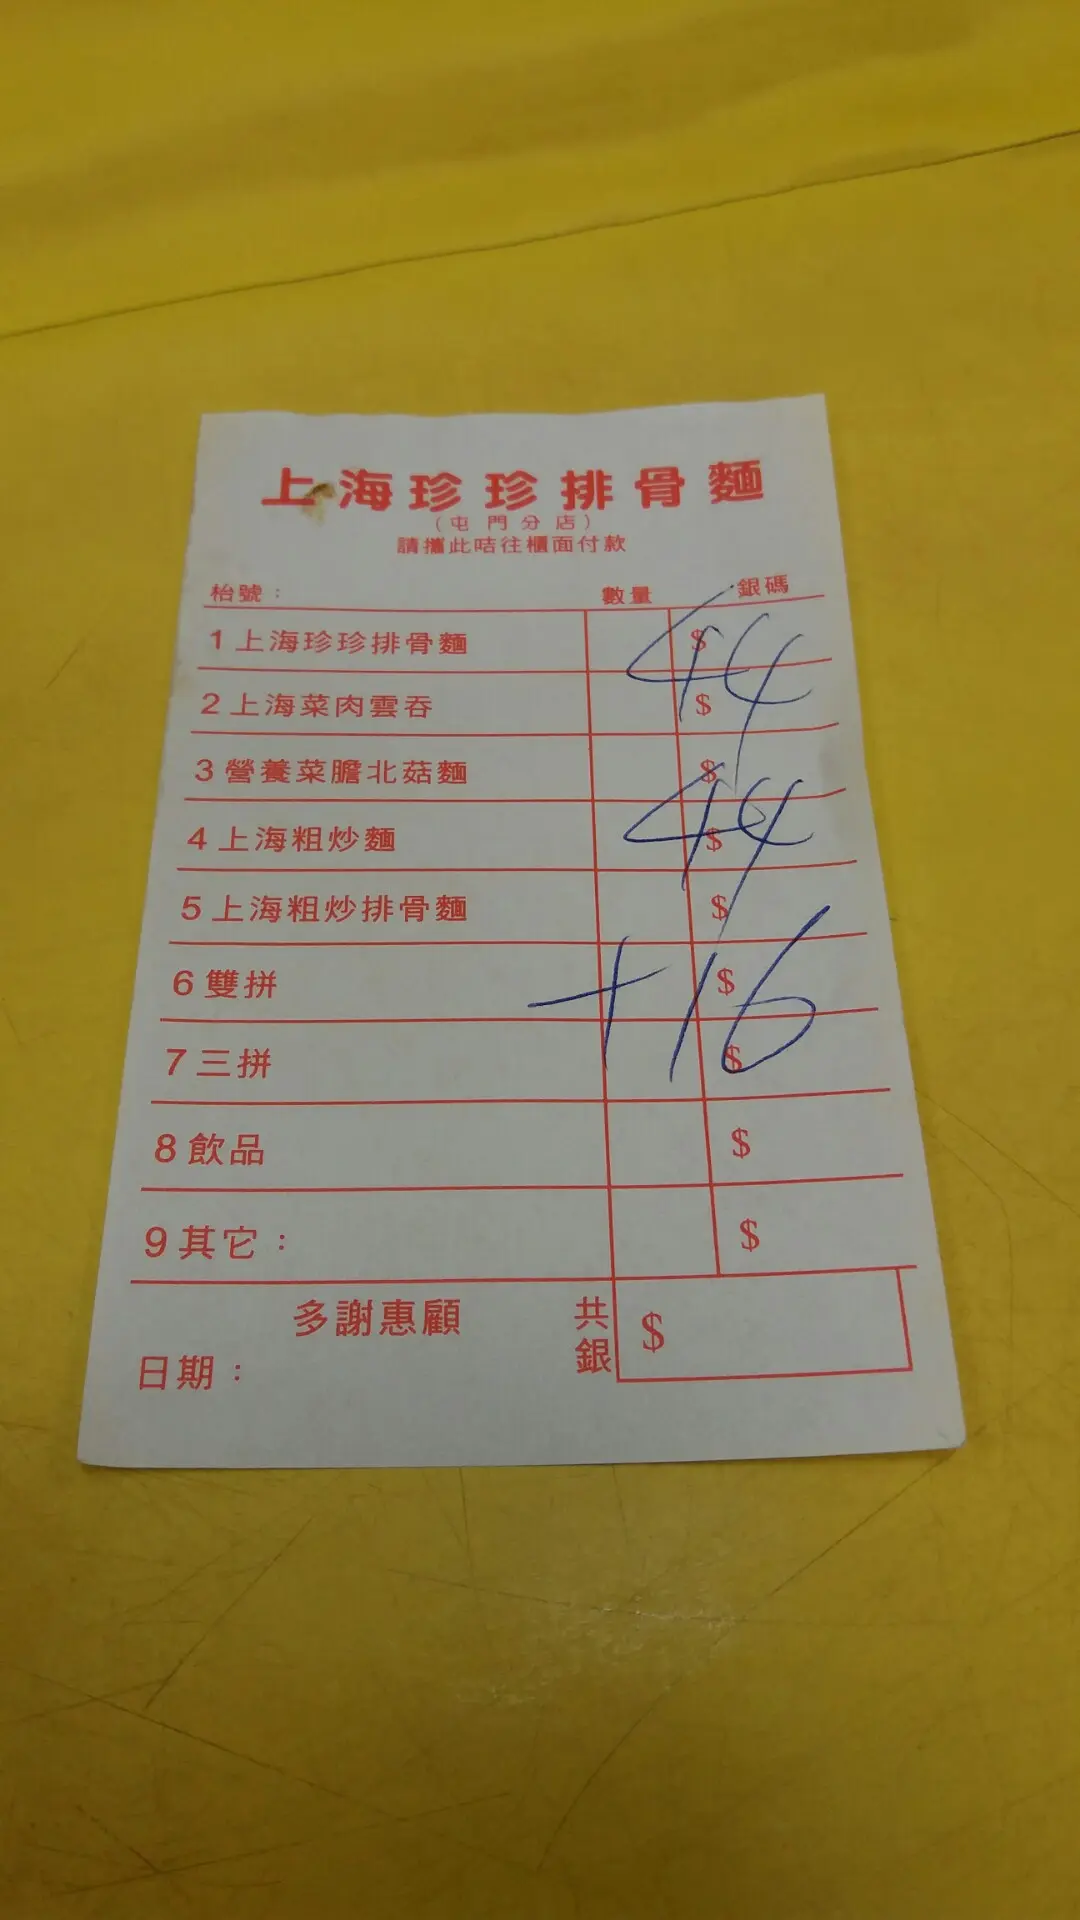 上海珍珍排骨麵
(屯門分店)
請攜此咭往櫃面付款
枱號： 數量 銀碼
1 上海珍珍排骨麵 $
2 上海菜肉雲吞 $
3 營養菜膽北菇麵 $
4 上海粗炒麵 $
5 上海粗炒排骨麵 $
6 雙拼 $
7 三拼 $
8 飲品 $
9 其它： $
44
44
+16
多謝惠顧 共銀 $
日期：